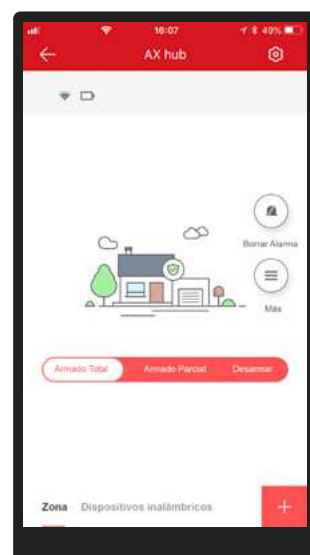 16:07 49%
AX hub
Borrar Alarma
Más
Armado Total Armado Parcial Desarmar
Zona Dispositivos inalámbricos